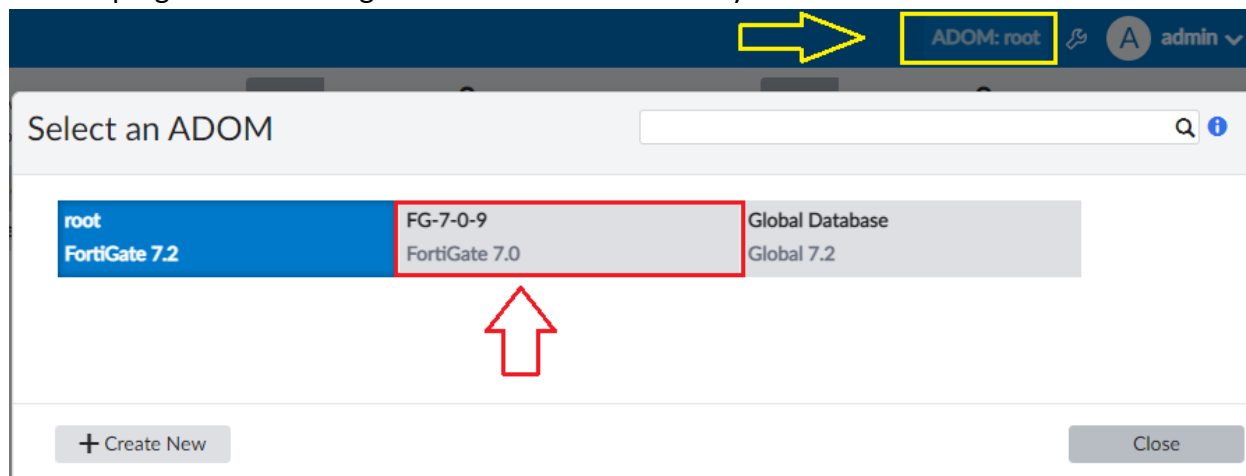 ADOM: root A admin
Select an ADOM
root FG-7-0-9 Global Database
FortiGate 7.2 FortiGate 7.0 Global 7.2
+ Create New Close